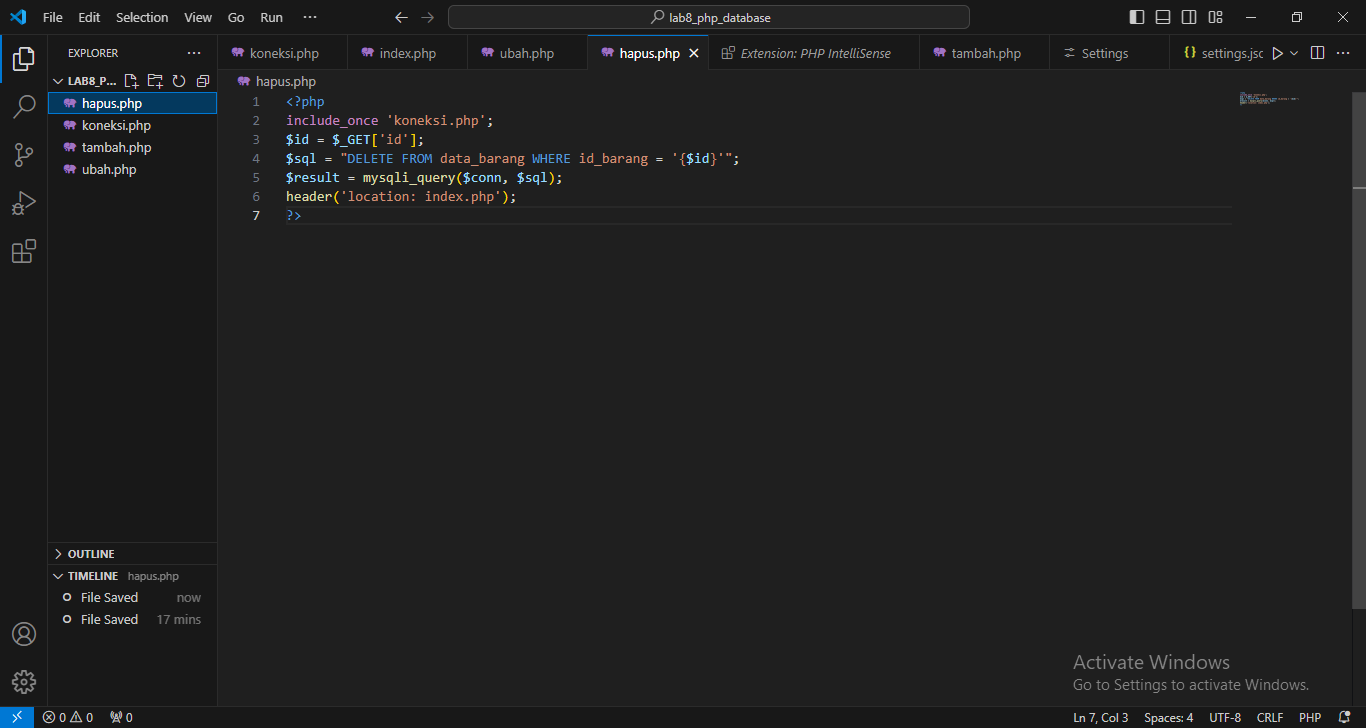 File Edit Selection View Go Run ··· lab8_php_database
EXPLORER ···
koneksi.php index.php ubah.php hapus.php Extension: PHP IntelliSense tambah.php Settings {} settings.jsc ···
LAB8_P...
hapus.php
koneksi.php
tambah.php
ubah.php
hapus.php
1 <?php
2 include_once 'koneksi.php';
3 $id = $_GET['id'];
4 $sql = "DELETE FROM data_barang WHERE id_barang = '{$id}'";
5 $result = mysqli_query($conn, $sql);
6 header('location: index.php');
7 ?>
OUTLINE
TIMELINE hapus.php
File Saved now
File Saved 17 mins
Activate Windows
Go to Settings to activate Windows.
0 0 0 Ln 7, Col 3 Spaces: 4 UTF-8 CRLF PHP